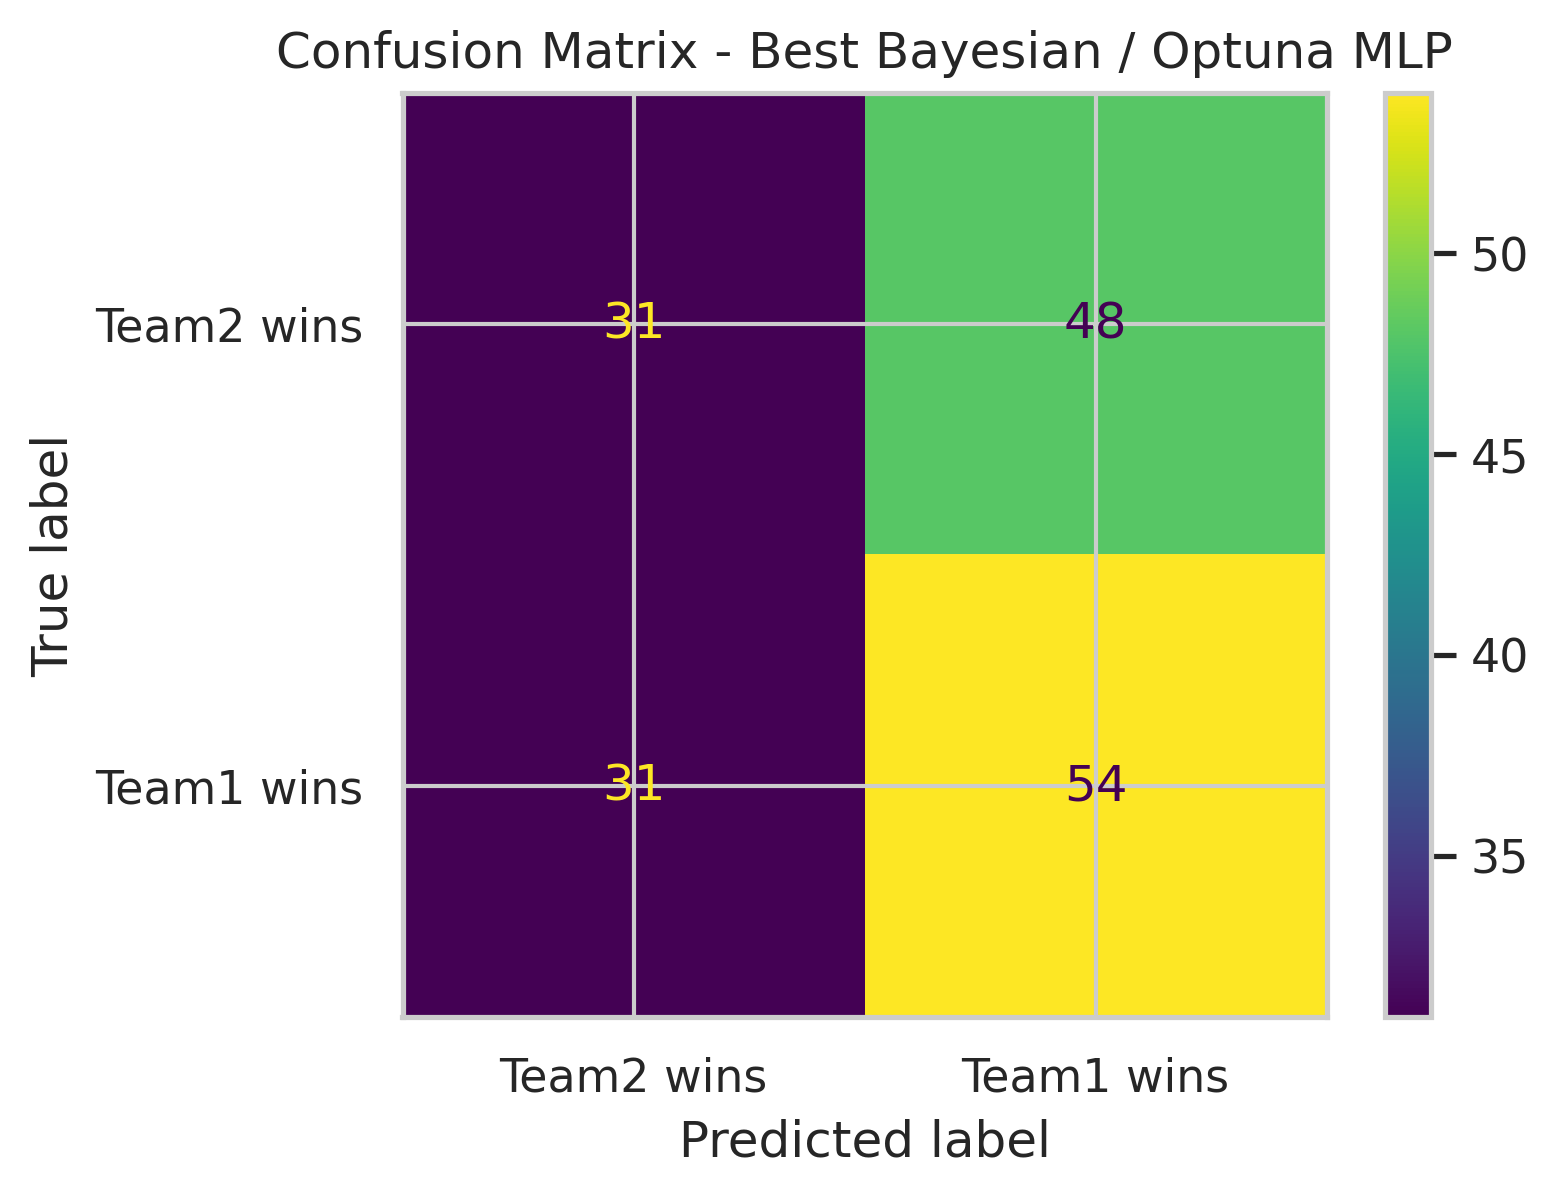 Confusion Matrix - Best Bayesian / Optuna MLP
True label
Team2 wins
31
48
Team1 wins
31
54
Team2 wins
Team1 wins
Predicted label
50
45
40
35